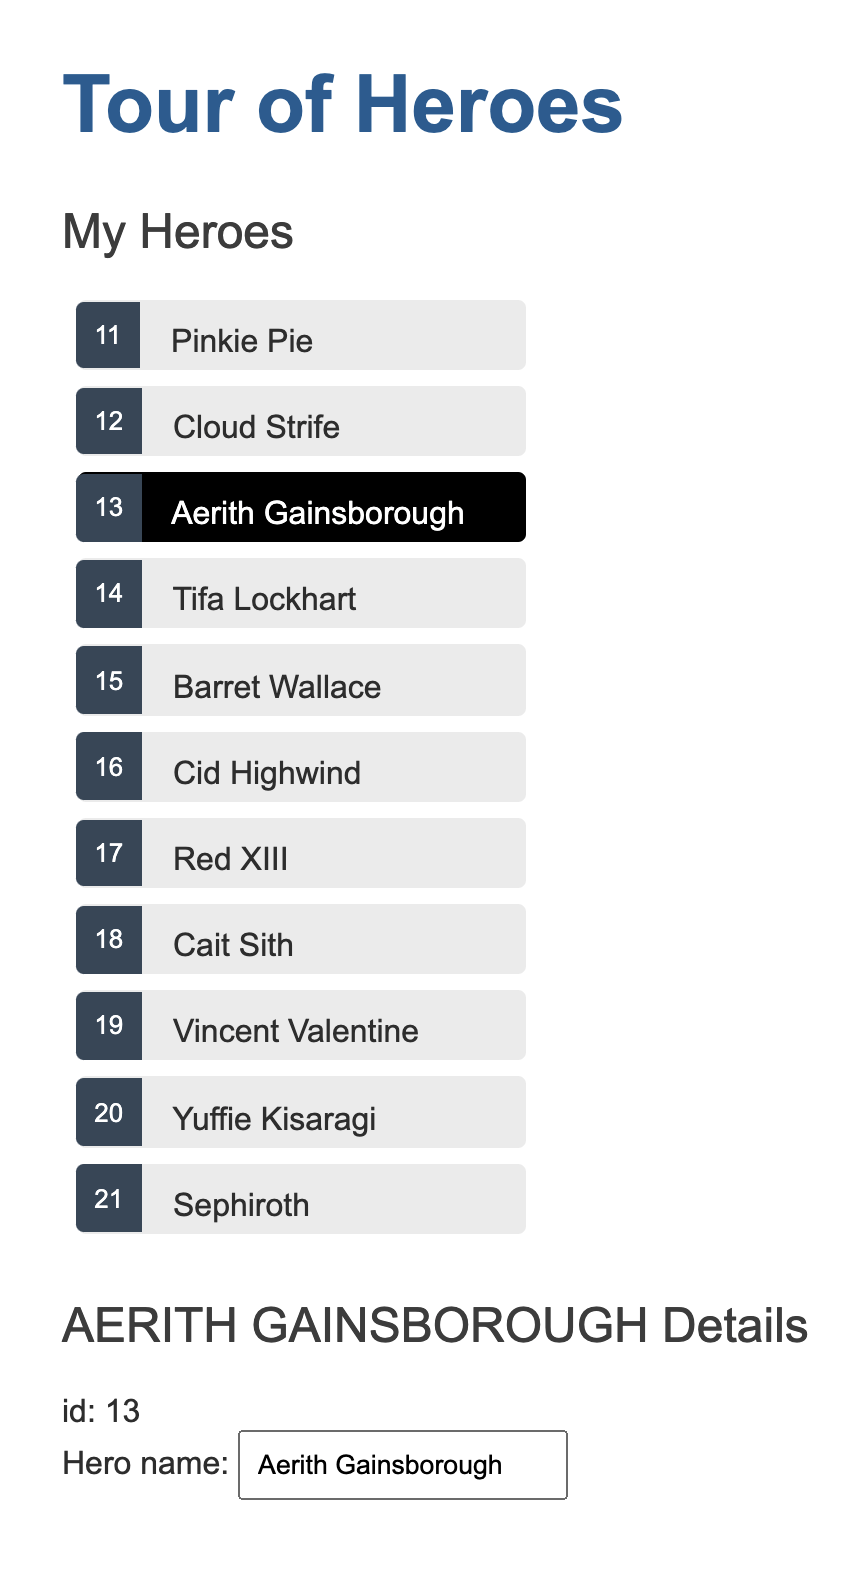 Tour of Heroes
My Heroes
11 Pinkie Pie
12 Cloud Strife
13 Aerith Gainsborough
14 Tifa Lockhart
15 Barret Wallace
16 Cid Highwind
17 Red XIII
18 Cait Sith
19 Vincent Valentine
20 Yuffie Kisaragi
21 Sephiroth
AERITH GAINSBOROUGH Details
id: 13
Hero name: Aerith Gainsborough